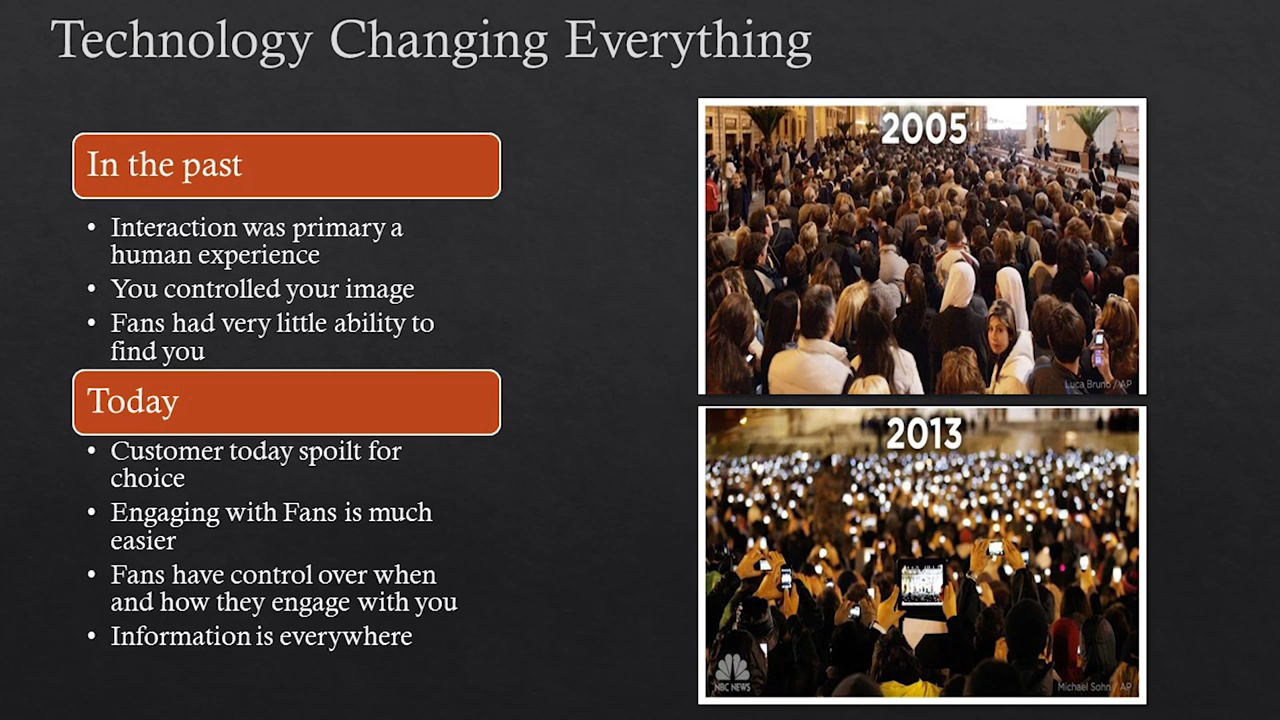 Technology Changing Everything
In the past
• Interaction was primary a
human experience
• You controlled your image
• Fans had very little ability to
find you
Today
• Customer today spoilt for
choice
• Engaging with Fans is much
easier
• Fans have control over when
and how they engage with you
• Information is everywhere
2005
Luca Bruno / AP
2013
NBC NEWS
Michael Sohn / AP